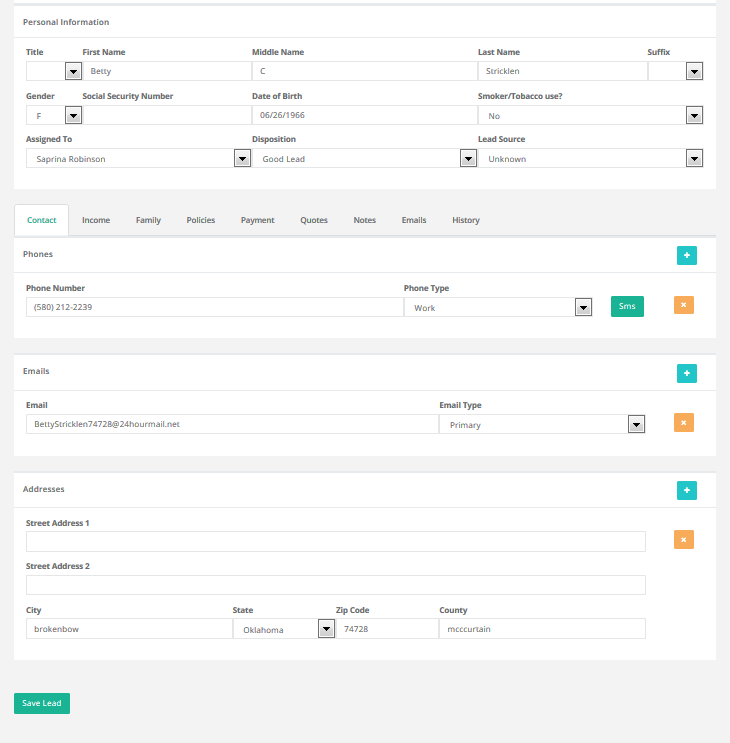 Personal Information
Title First Name Middle Name Last Name Suffix
Betty C Stricklen
Gender Social Security Number Date of Birth Smoker/Tobacco use?
F 06/26/1966 No
Assigned To Disposition Lead Source
Saprina Robinson Good Lead Unknown
Contact Income Family Policies Payment Quotes Notes Emails History
Phones +
Phone Number Phone Type
(580) 212-2239 Work Sms ×
Emails +
Email Email Type
BettyStricklen74728@24hourmail.net Primary ×
Addresses +
Street Address 1
×
Street Address 2
City State Zip Code County
brokenbow Oklahoma 74728 mcccurtain
Save Lead